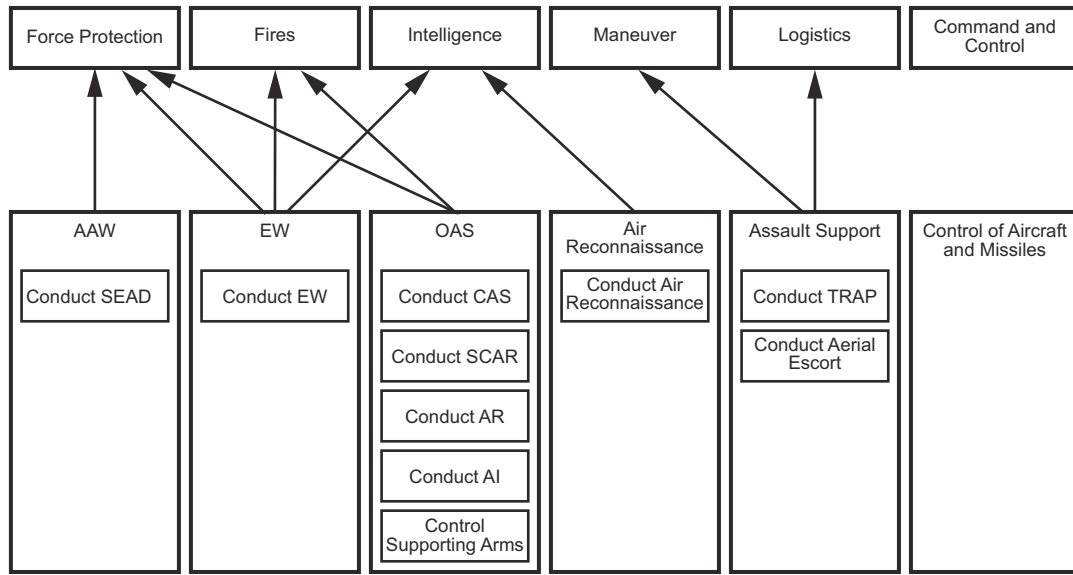 Force Protection
Fires
Intelligence
Maneuver
Logistics
Command and
Control
AAW
Conduct SEAD
EW
Conduct EW
OAS
Conduct CAS
Conduct SCAR
Conduct AR
Conduct AI
Control
Supporting Arms
Air
Reconnaissance
Conduct Air
Reconnaissance
Assault Support
Conduct TRAP
Conduct Aerial
Escort
Control of Aircraft
and Missiles